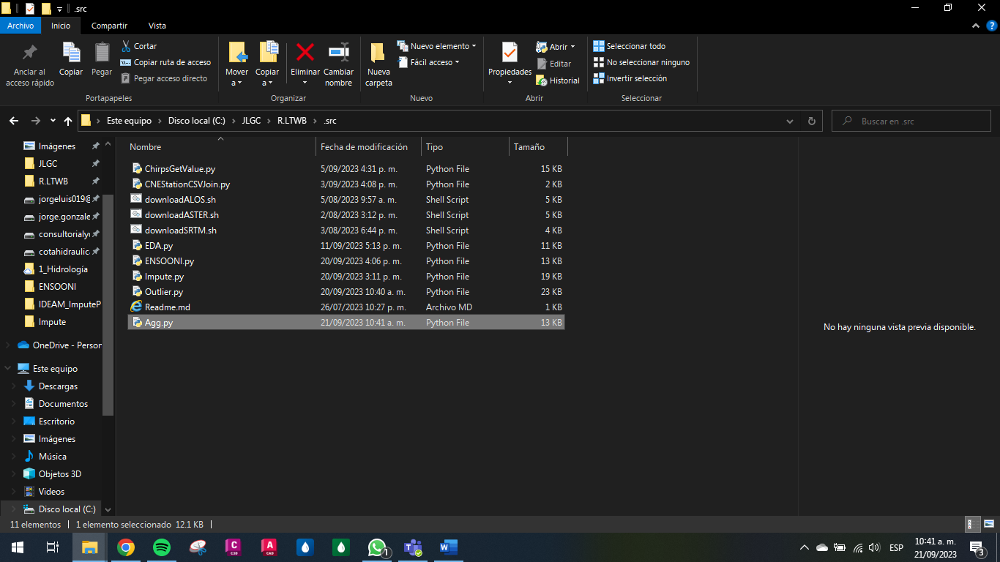 .src
Archivo Inicio Compartir Vista
Anclar al acceso rápido
Copiar
Pegar
Cortar
Copiar ruta de acceso
Pegar acceso directo
Portapapeles
Mover a
Copiar a
Eliminar
Cambiar nombre
Organizar
Nueva carpeta
Nuevo elemento
Fácil acceso
Nuevo
Propiedades
Abrir
Editar
Historial
Abrir
Seleccionar todo
No seleccionar ninguno
Invertir selección
Seleccionar
Este equipo › Disco local (C:) › JLGC › R.LTWB › .src
Buscar en .src
Imágenes
JLGC
R.LTWB
jorgeluis019@
jorge.gonzale
consultorialy
cotahidraulic
1_Hidrología
ENSOONI
IDEAM_ImputeP
Impute
OneDrive - Person
Este equipo
Descargas
Documentos
Escritorio
Imágenes
Música
Objetos 3D
Videos
Disco local (C:)
Nombre Fecha de modificación Tipo Tamaño
ChirpsGetValue.py 5/09/2023 4:31 p. m. Python File 15 KB
CNEStationCSVJoin.py 3/09/2023 4:08 p. m. Python File 2 KB
downloadALOS.sh 5/08/2023 9:57 a. m. Shell Script 5 KB
downloadASTER.sh 2/08/2023 3:12 p. m. Shell Script 5 KB
downloadSRTM.sh 3/08/2023 6:44 p. m. Shell Script 4 KB
EDA.py 11/09/2023 5:13 p. m. Python File 11 KB
ENSOONI.py 20/09/2023 4:06 p. m. Python File 13 KB
Impute.py 20/09/2023 3:11 p. m. Python File 19 KB
Outlier.py 20/09/2023 10:40 a. m. Python File 23 KB
Readme.md 26/07/2023 10:27 p. m. Archivo MD 1 KB
Agg.py 21/09/2023 10:41 a. m. Python File 13 KB
No hay ninguna vista previa disponible.
11 elementos 1 elemento seleccionado 12.1 KB
C
C3D
A
CAD
1
ESP
10:41 a. m.
21/09/2023
3